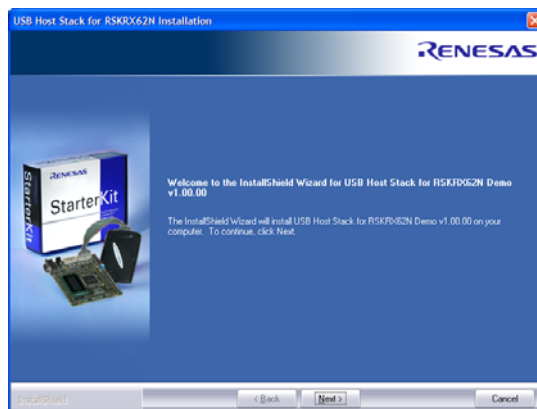 USB Host Stack for RSKRX62N Installation
RENESAS
Welcome to the InstallShield Wizard for USB Host Stack for RSKRX62N Demo
v1.00.00
The InstallShield Wizard will install USB Host Stack for RSKRX62N Demo v1.00.00 on your
computer. To continue, click Next.
RENESAS
StarterKit
StarterKit
InstallShield
< Back
Next >
Cancel